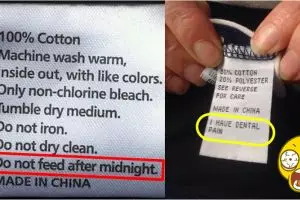 100% Cotton
Machine wash warm,
inside out, with like colors.
Only non-chlorine bleach.
Tumble dry medium.
Do not iron.
Do not dry clean.
Do not feed after midnight.
MADE IN CHINA
80% COTTON
20% POLYESTER
SEE REVERSE
FOR CARE
MADE IN CHINA
I HAVE DENTAL
PAIN